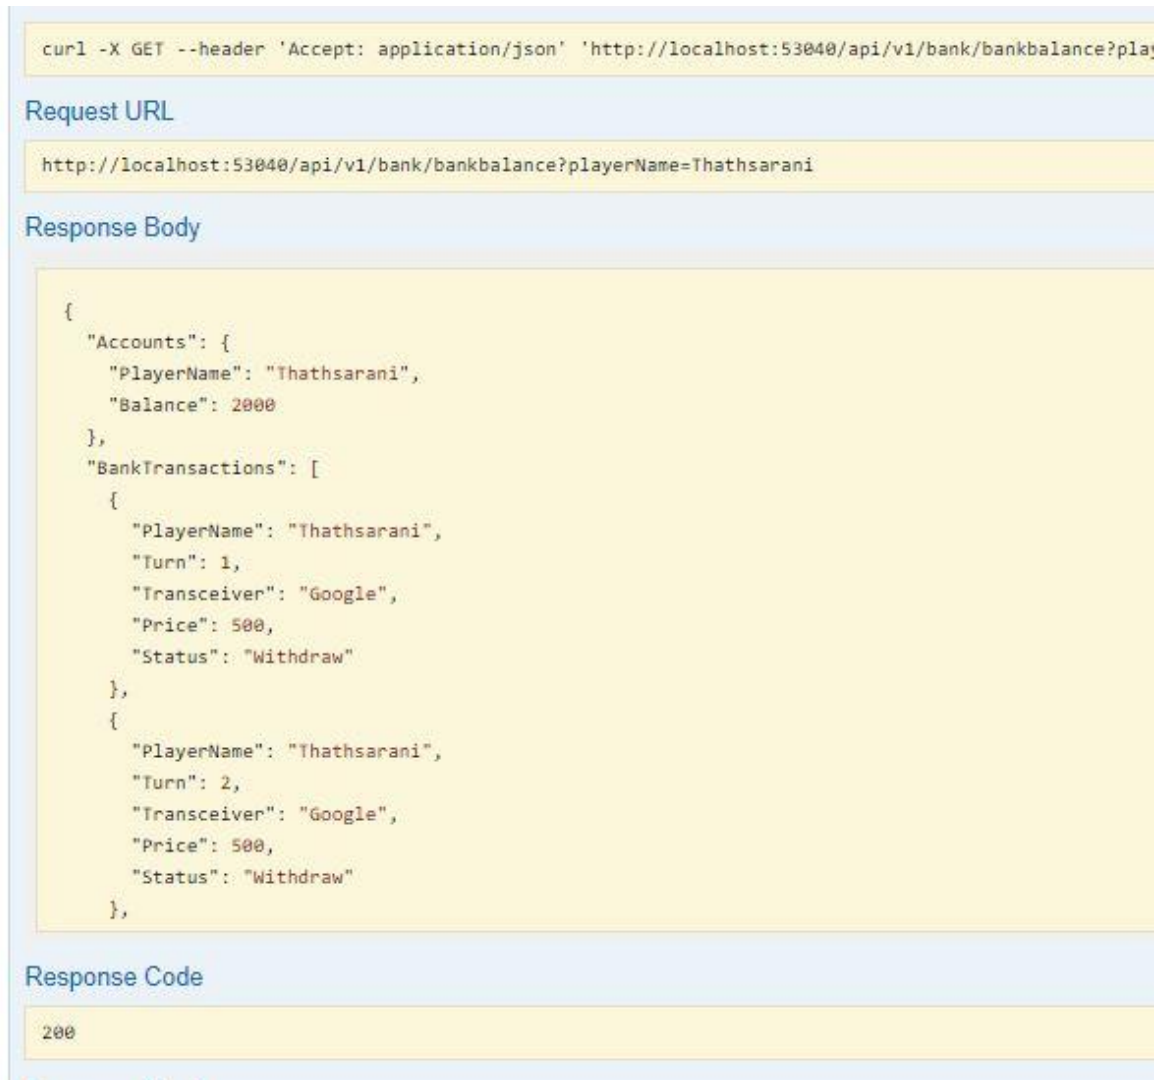 curl -X GET --header 'Accept: application/json' 'http://localhost:53040/api/v1/bank/bankbalance?play
Request URL
http://localhost:53040/api/v1/bank/bankbalance?playerName=Thathsarani
Response Body
{
"Accounts": {
"PlayerName": "Thathsarani",
"Balance": 2000
},
"BankTransactions": [
{
"PlayerName": "Thathsarani",
"Turn": 1,
"Transceiver": "Google",
"Price": 500,
"Status": "Withdraw"
},
{
"PlayerName": "Thathsarani",
"Turn": 2,
"Transceiver": "Google",
"Price": 500,
"Status": "Withdraw"
},
Response Code
200